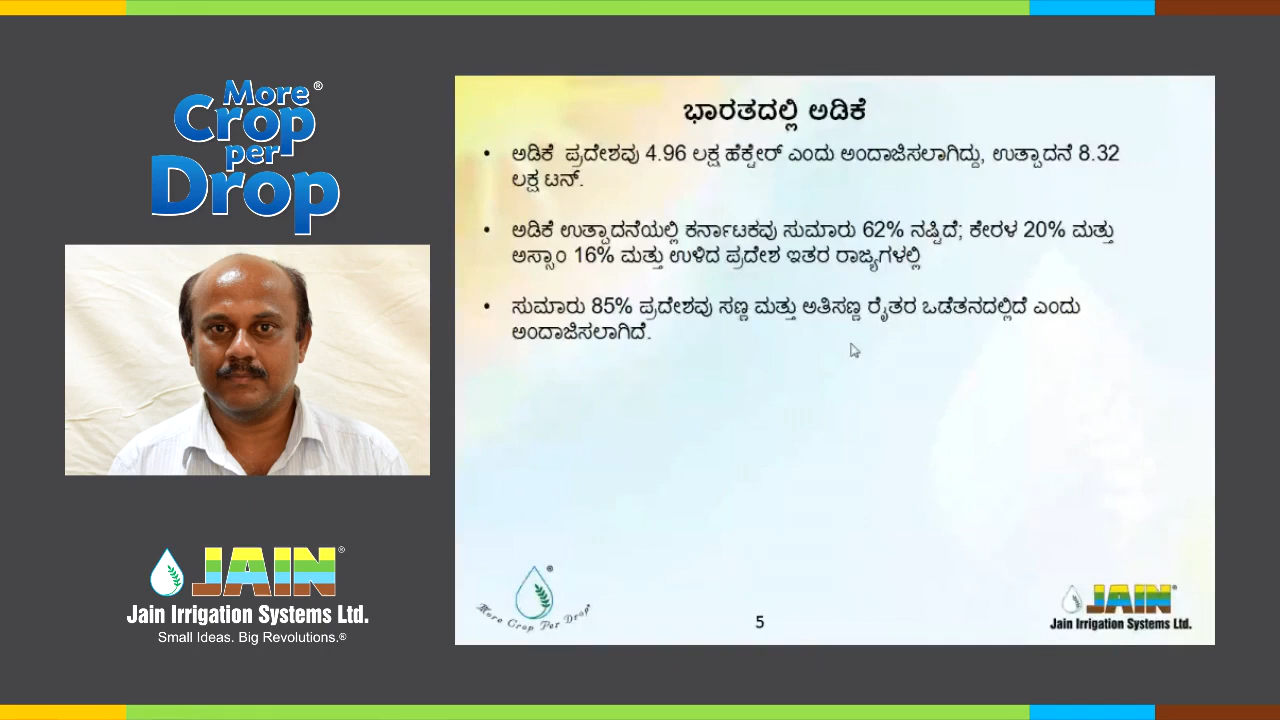 More
Crop
per
Drop
®
JAIN
®
Jain Irrigation Systems Ltd.
Small Ideas. Big Revolutions.®
ಭಾರತದಲ್ಲಿ ಅಡಿಕೆ
• ಅಡಿಕೆ ಪ್ರದೇಶವು 4.96 ಲಕ್ಷ ಹೆಕ್ಟೇರ್ ಎಂದು ಅಂದಾಜಿಸಲಾಗಿದ್ದು, ಉತ್ಪಾದನೆ 8.32
ಲಕ್ಷ ಟನ್.
• ಅಡಿಕೆ ಉತ್ಪಾದನೆಯಲ್ಲಿ ಕರ್ನಾಟಕವು ಸುಮಾರು 62% ನಷ್ಟಿದೆ; ಕೇರಳ 20% ಮತ್ತು
ಅಸ್ಸಾಂ 16% ಮತ್ತು ಉಳಿದ ಪ್ರದೇಶ ಇತರ ರಾಜ್ಯಗಳಲ್ಲಿ
• ಸುಮಾರು 85% ಪ್ರದೇಶವು ಸಣ್ಣ ಮತ್ತು ಅತಿಸಣ್ಣ ರೈತರ ಒಡೆತನದಲ್ಲಿದೆ ಎಂದು
ಅಂದಾಜಿಸಲಾಗಿದೆ.
®
More Crop Per Drop®
5
JAIN
®
Jain Irrigation Systems Ltd.